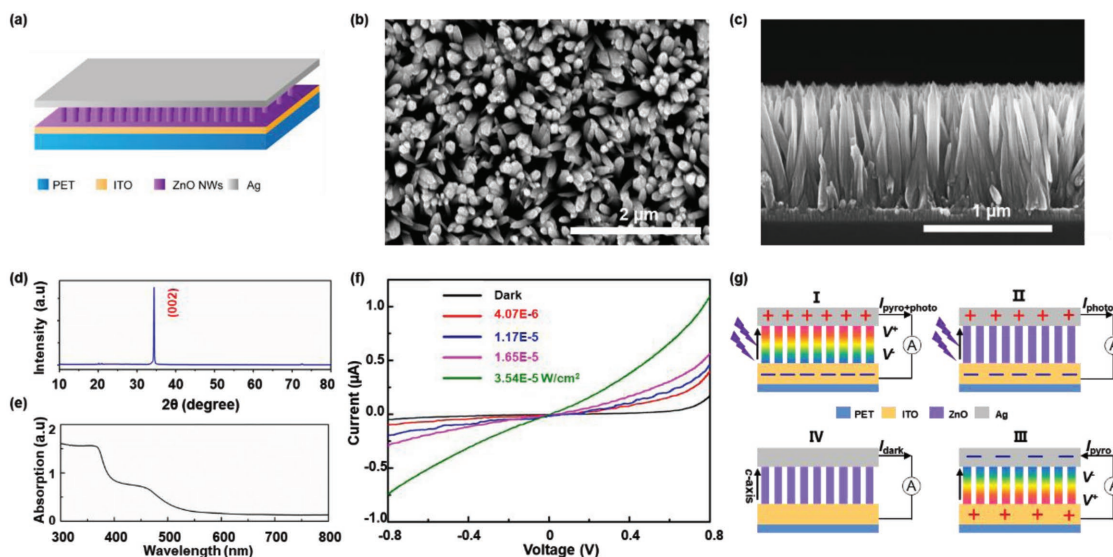 (a)
PET ITO ZnO NWs Ag
(b)
2 μm
(c)
1 μm
(d)
Intensity (a.u)
(002)
10 20 30 40 50 60 70 80
2θ (degree)
(e)
Absorption (a.u)
2
1
0
300 400 500 600 700 800
Wavelength (nm)
(f)
Current (μA)
1.0
0.5
0.0
-0.5
-1.0
Dark
4.07E-6
1.17E-5
1.65E-5
3.54E-5 W/cm²
-0.8 -0.4 0 0.4 0.8
Voltage (V)
(g)
I
Ipyro+photo
+ + + + + + +
V+
V-
A
II
Iphoto
+ + + + +
A
PET ITO ZnO Ag
IV
Idark
c-axis
A
III
Ipyro
V-
V+
+ + + +
A